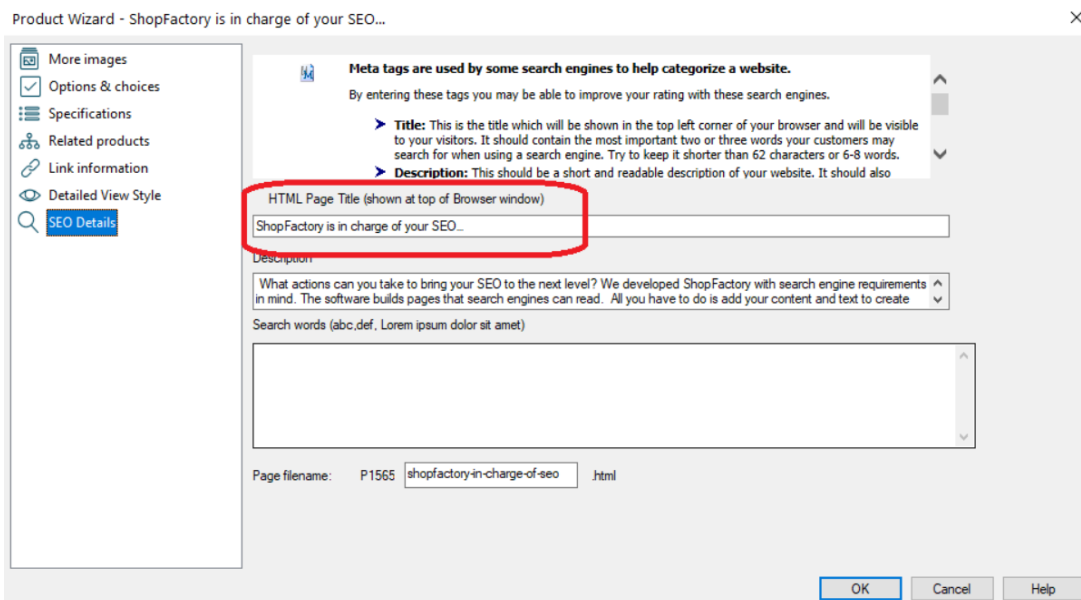 Product Wizard - ShopFactory is in charge of your SEO...
More images
Options & choices
Specifications
Related products
Link information
Detailed View Style
SEO Details
Meta tags are used by some search engines to help categorize a website.
By entering these tags you may be able to improve your rating with these search engines.
Title: This is the title which will be shown in the top left corner of your browser and will be visible
to your visitors. It should contain the most important two or three words your customers may
search for when using a search engine. Try to keep it shorter than 62 characters or 6-8 words.
Description: This should be a short and readable description of your website. It should also
HTML Page Title (shown at top of Browser window)
ShopFactory is in charge of your SEO...
Description
What actions can you take to bring your SEO to the next level? We developed ShopFactory with search engine requirements
in mind. The software builds pages that search engines can read. All you have to do is add your content and text to create
Search words (abc,def, Lorem ipsum dolor sit amet)
Page filename: P1565 shopfactory-in-charge-of-seo .html
OK Cancel Help